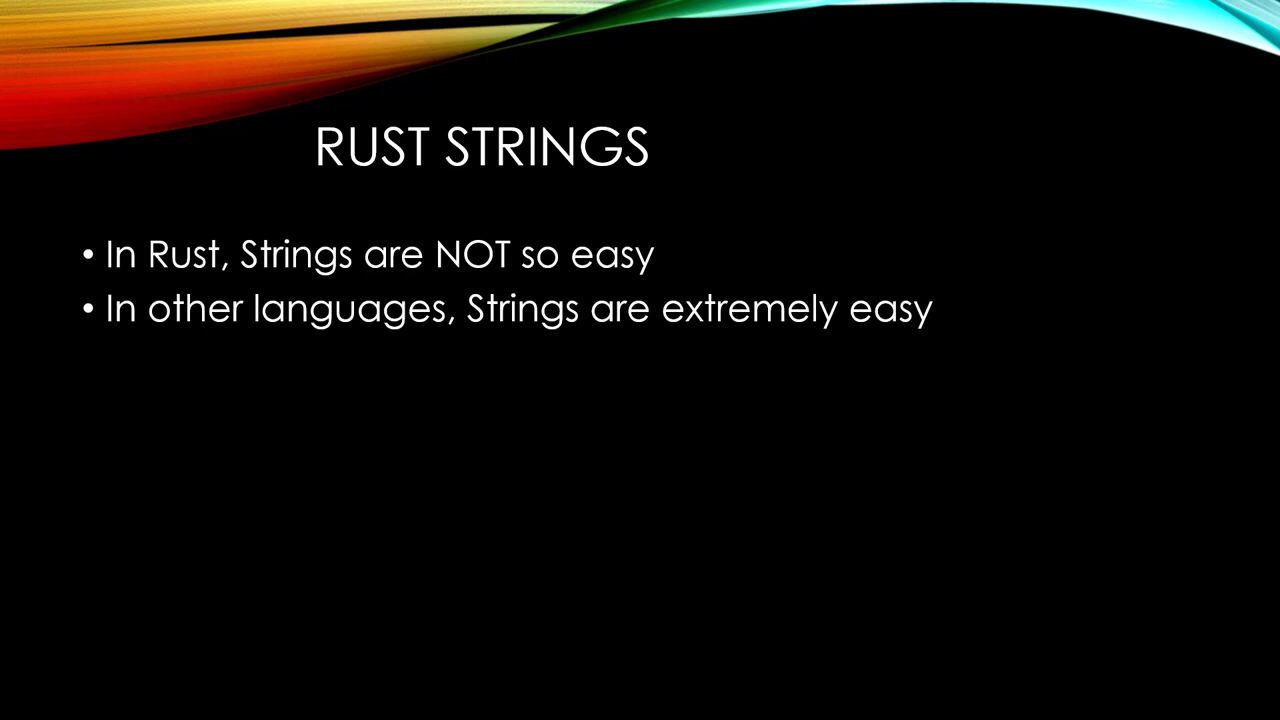 RUST STRINGS
• In Rust, Strings are NOT so easy
• In other languages, Strings are extremely easy